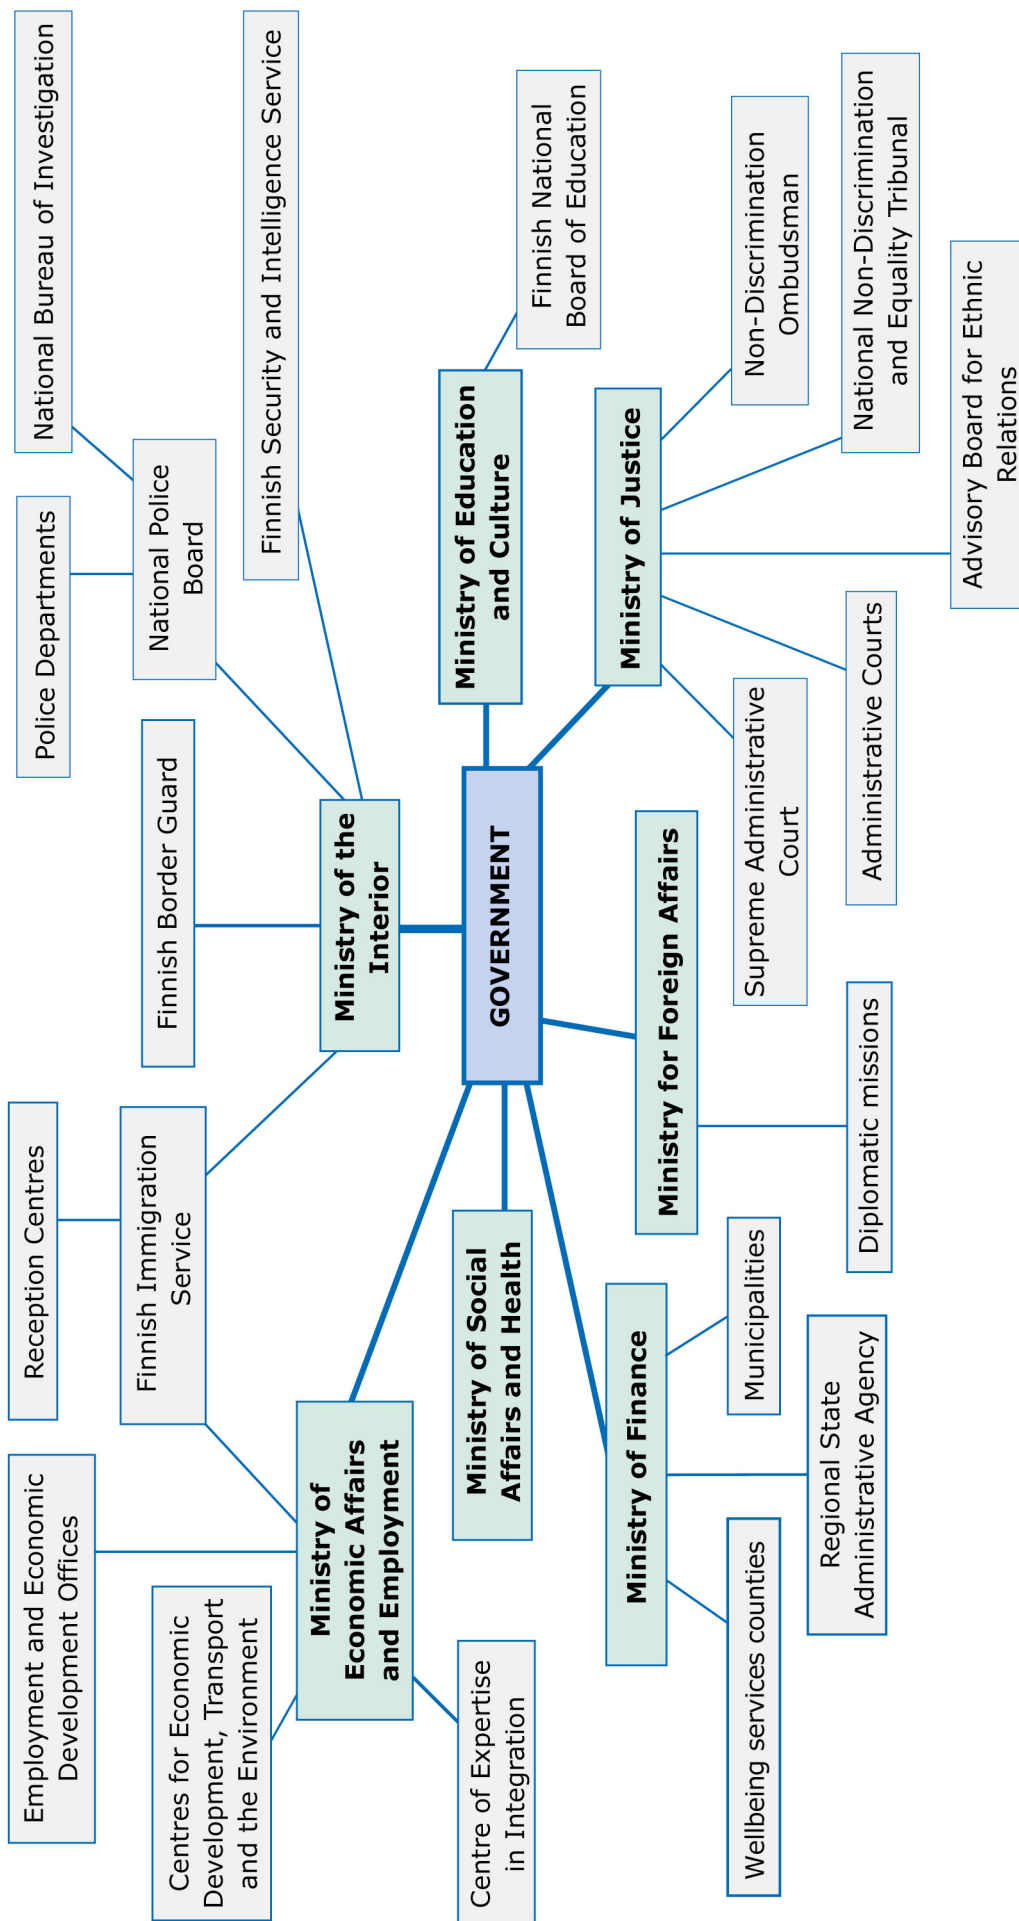 Employment and Economic
Development Offices
Reception Centres
Police Departments
National Bureau of Investigation
Centres for Economic
Development, Transport
and the Environment
Finnish Immigration
Service
Finnish Border Guard
National Police
Board
Finnish Security and Intelligence Service
Ministry of
Economic Affairs
and Employment
Ministry of the
Interior
Centre of Expertise
in Integration
Ministry of Social
Affairs and Health
GOVERNMENT
Ministry of Education
and Culture
Finnish National
Board of Education
Ministry of Finance
Ministry for Foreign Affairs
Ministry of Justice
Wellbeing services counties
Municipalities
Supreme Administrative
Court
Non-Discrimination
Ombudsman
Regional State
Administrative Agency
Diplomatic missions
Administrative Courts
National Non-Discrimination
and Equality Tribunal
Advisory Board for Ethnic
Relations